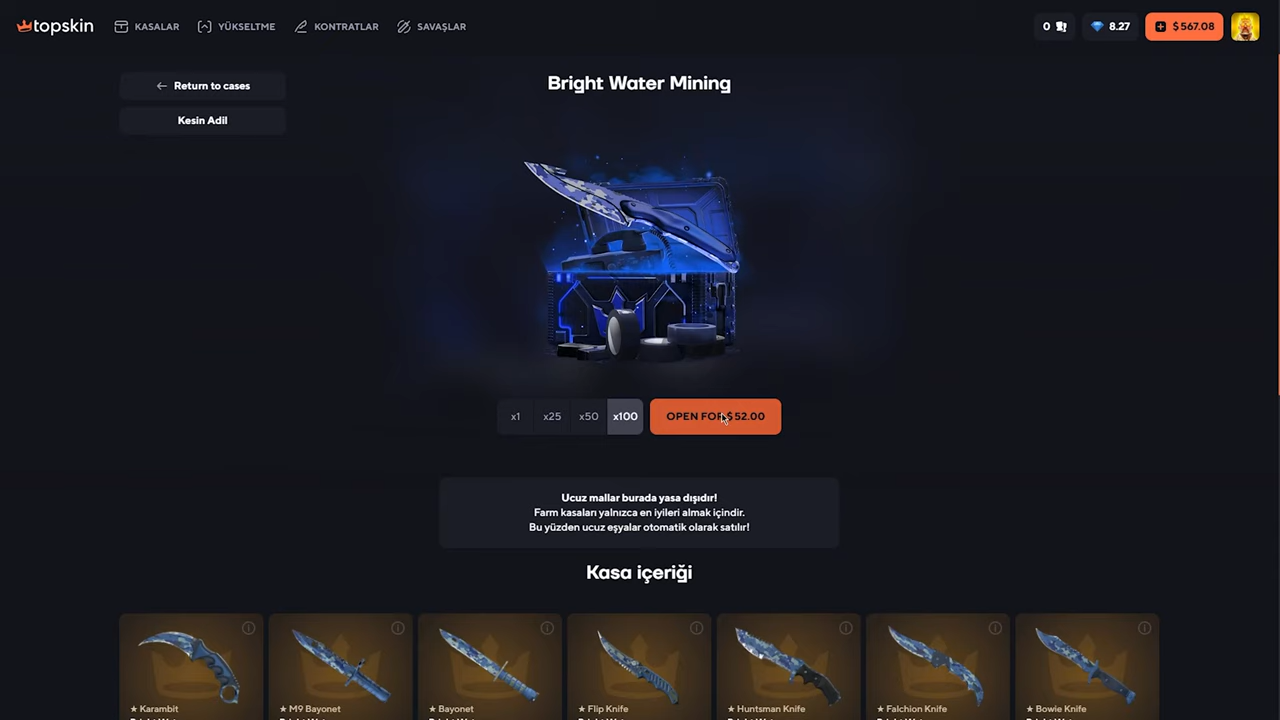 topskin
KASALAR
YÜKSELTME
KONTRATLAR
SAVAŞLAR
0
8.27
$ 567.08
Return to cases
Kesin Adil
Bright Water Mining
x1
x25
x50
x100
OPEN FOR $ 52.00
Ucuz mallar burada yasa dışıdır!
Farm kasaları yalnızca en iyileri almak içindir.
Bu yüzden ucuz eşyalar otomatik olarak satılır!
Kasa içeriği
★ Karambit
★ M9 Bayonet
★ Bayonet
★ Flip Knife
★ Huntsman Knife
★ Falchion Knife
★ Bowie Knife